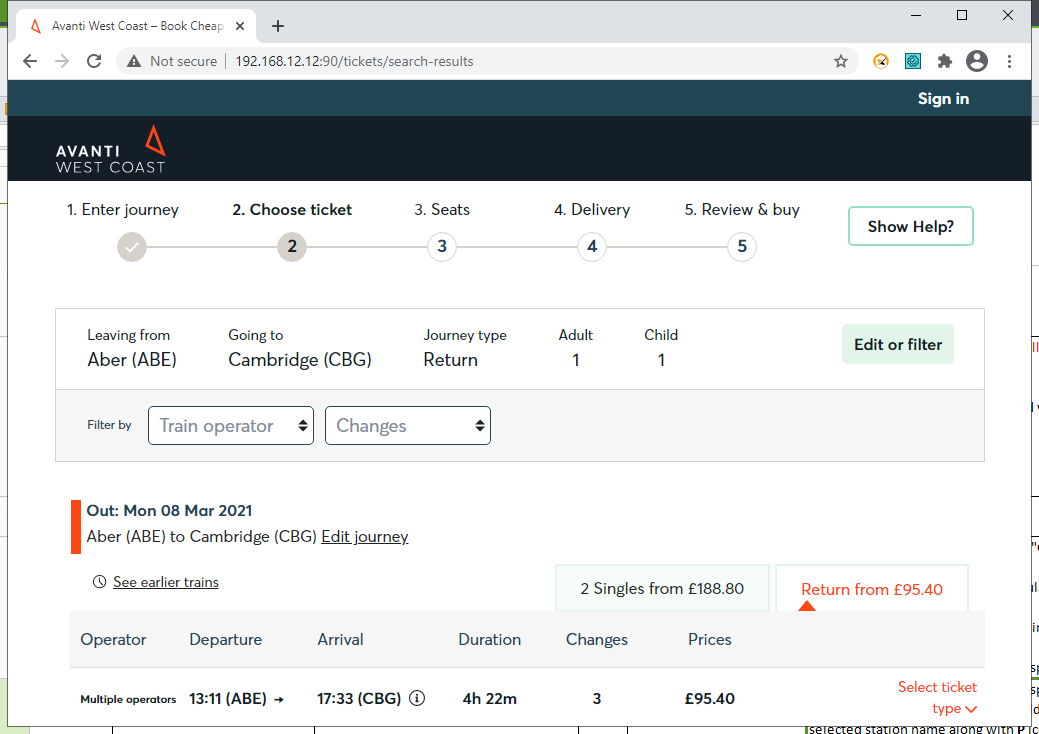 Avanti West Coast – Book Cheap
Not secure 192.168.12.12:90/tickets/search-results
Sign in
AVANTI
WEST COAST
1. Enter journey 2. Choose ticket 3. Seats 4. Delivery 5. Review & buy
Show Help?
2 3 4 5
Leaving from Going to Journey type Adult Child
Aber (ABE) Cambridge (CBG) Return 1 1
Edit or filter
Filter by Train operator Changes
Out: Mon 08 Mar 2021
Aber (ABE) to Cambridge (CBG) Edit journey
See earlier trains
2 Singles from £188.80 Return from £95.40
Operator Departure Arrival Duration Changes Prices
Multiple operators 13:11 (ABE) → 17:33 (CBG) 4h 22m 3 £95.40
Select ticket
type
selected station name along with P